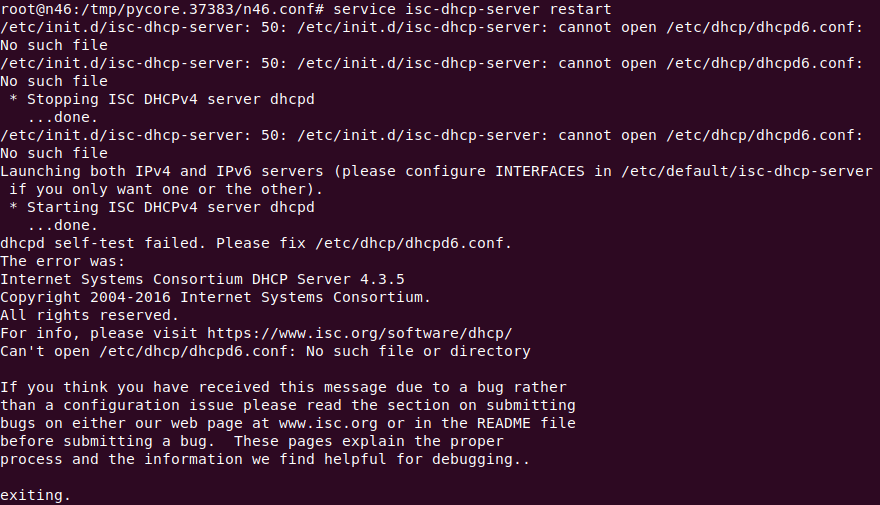 root@n46:/tmp/pycore.37383/n46.conf# service isc-dhcp-server restart
/etc/init.d/isc-dhcp-server: 50: /etc/init.d/isc-dhcp-server: cannot open /etc/dhcp/dhcpd6.conf:
No such file
/etc/init.d/isc-dhcp-server: 50: /etc/init.d/isc-dhcp-server: cannot open /etc/dhcp/dhcpd6.conf:
No such file
 * Stopping ISC DHCPv4 server dhcpd
   ...done.
/etc/init.d/isc-dhcp-server: 50: /etc/init.d/isc-dhcp-server: cannot open /etc/dhcp/dhcpd6.conf:
No such file
Launching both IPv4 and IPv6 servers (please configure INTERFACES in /etc/default/isc-dhcp-server
 if you only want one or the other).
 * Starting ISC DHCPv4 server dhcpd
   ...done.
dhcpd self-test failed. Please fix /etc/dhcp/dhcpd6.conf.
The error was:
Internet Systems Consortium DHCP Server 4.3.5
Copyright 2004-2016 Internet Systems Consortium.
All rights reserved.
For info, please visit https://www.isc.org/software/dhcp/
Can't open /etc/dhcp/dhcpd6.conf: No such file or directory

If you think you have received this message due to a bug rather
than a configuration issue please read the section on submitting
bugs on either our web page at www.isc.org or in the README file
before submitting a bug.  These pages explain the proper
process and the information we find helpful for debugging..

exiting.